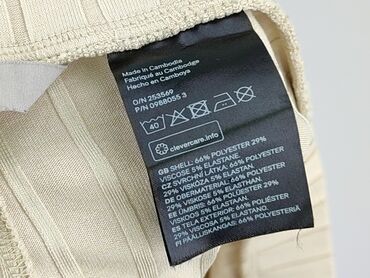 Made in Cambodia
Fabriqué au Cambodge
Hecho en Camboya
O/N 253569
P/N 0988055 3
40
clevercare.info
GB SHELL: 66% POLYESTER 29%
VISCOSE 5% ELASTANE.
CZ SVRCHNÍ LÁTKA: 66% POLYESTER
29% VISKÓZA 5% ELASTAN.
DE OBERMATERIAL: 66% POLYESTER
29% VISKOSE 5% ELASTHAN.
EE ÜMBRIS: 66% POLÜESTER 29%
VISKOOS 5% ELASTAAN.
ES TEJIDO EXTERIOR: 66% POLIÉSTER
29% VISCOSA 5% ELASTANO.
FI PÄÄLLISKANGAS: 66%